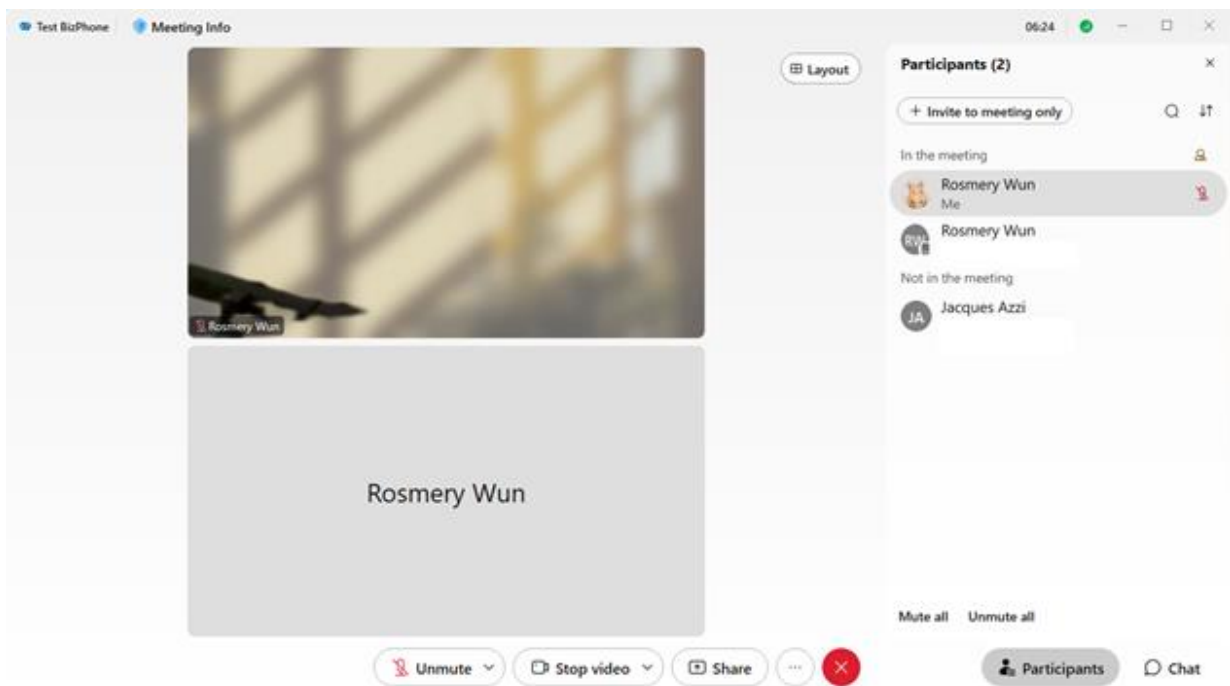 Test BizPhone
Meeting Info
06:24
Layout
Rosmery Wun
Rosmery Wun
Participants (2)
+ Invite to meeting only
In the meeting
Rosmery Wun
Me
RW
Rosmery Wun
Not in the meeting
JA
Jacques Azzi
Mute all Unmute all
Unmute
Stop video
Share
...
Participants
Chat